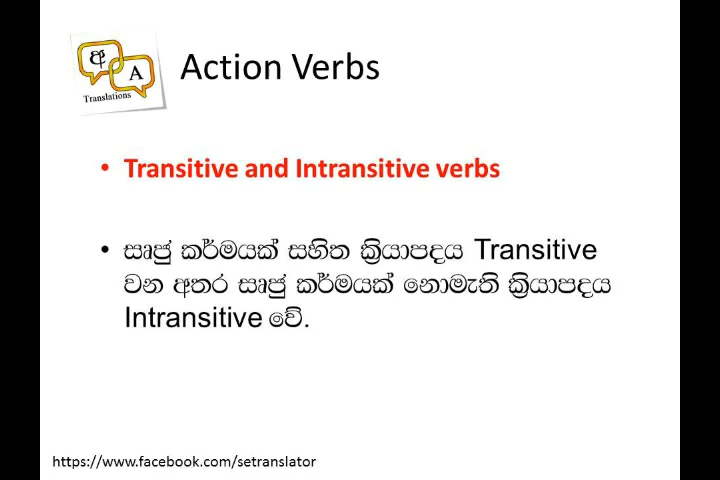 අ
A
Translations
Action Verbs
• Transitive and Intransitive verbs
• සෘජු කර්මයක් සහිත ක්‍රියාපදය Transitive
වන අතර සෘජු කර්මයක් නොමැති ක්‍රියාපදය
Intransitive වේ.
https://www.facebook.com/setranslator